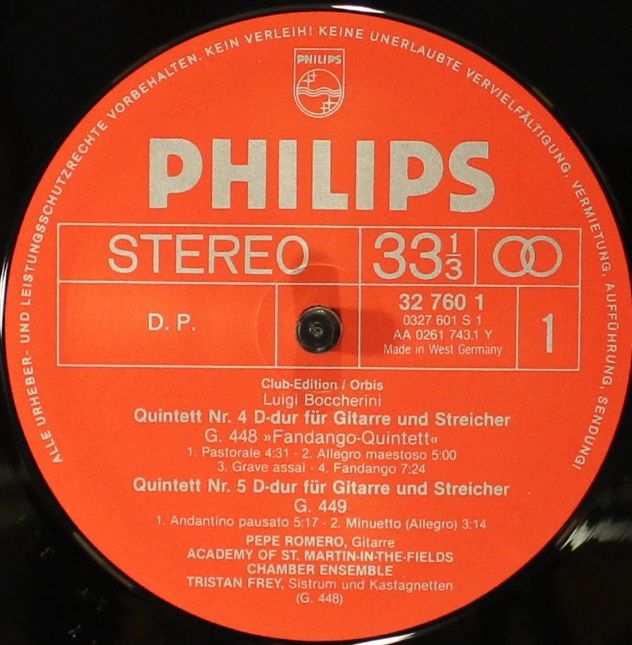 ALLE URHEBER- UND LEISTUNGSSCHUTZRECHTE VORBEHALTEN. KEIN VERLEIH! KEINE UNERLAUBTE VERVIELFÄLTIGUNG, VERMIETUNG, AUFFÜHRUNG, SENDUNG!
PHILIPS
PHILIPS
STEREO 33 1/3
D. P.
32 760 1
0327 601 S 1
AA 0261 743.1 Y
Made in West Germany
1
Club-Edition / Orbis
Luigi Boccherini
Quintett Nr. 4 D-dur für Gitarre und Streicher
G. 448 »Fandango-Quintett«
1. Pastorale 4:31 - 2. Allegro maestoso 5:00
3. Grave assai - 4. Fandango 7:24
Quintett Nr. 5 D-dur für Gitarre und Streicher
G. 449
1. Andantino pausato 5:17 - 2. Minuetto (Allegro) 3:14
PEPE ROMERO, Gitarre
ACADEMY OF ST. MARTIN-IN-THE-FIELDS
CHAMBER ENSEMBLE
TRISTAN FREY, Sistrum und Kastagnetten
(G. 448)